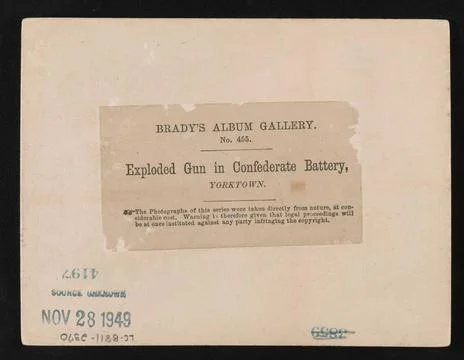 BRADY'S ALBUM GALLERY.
No. 455.
Exploded Gun in Confederate Battery,
YORKTOWN.
☛The Photographs of this series were taken directly from nature, at con-
siderable cost. Warning is therefore given that legal proceedings will
be at once instituted against any party infringing the copyright.
4197
SOURCE UNKNOWN
NOV 28 1949